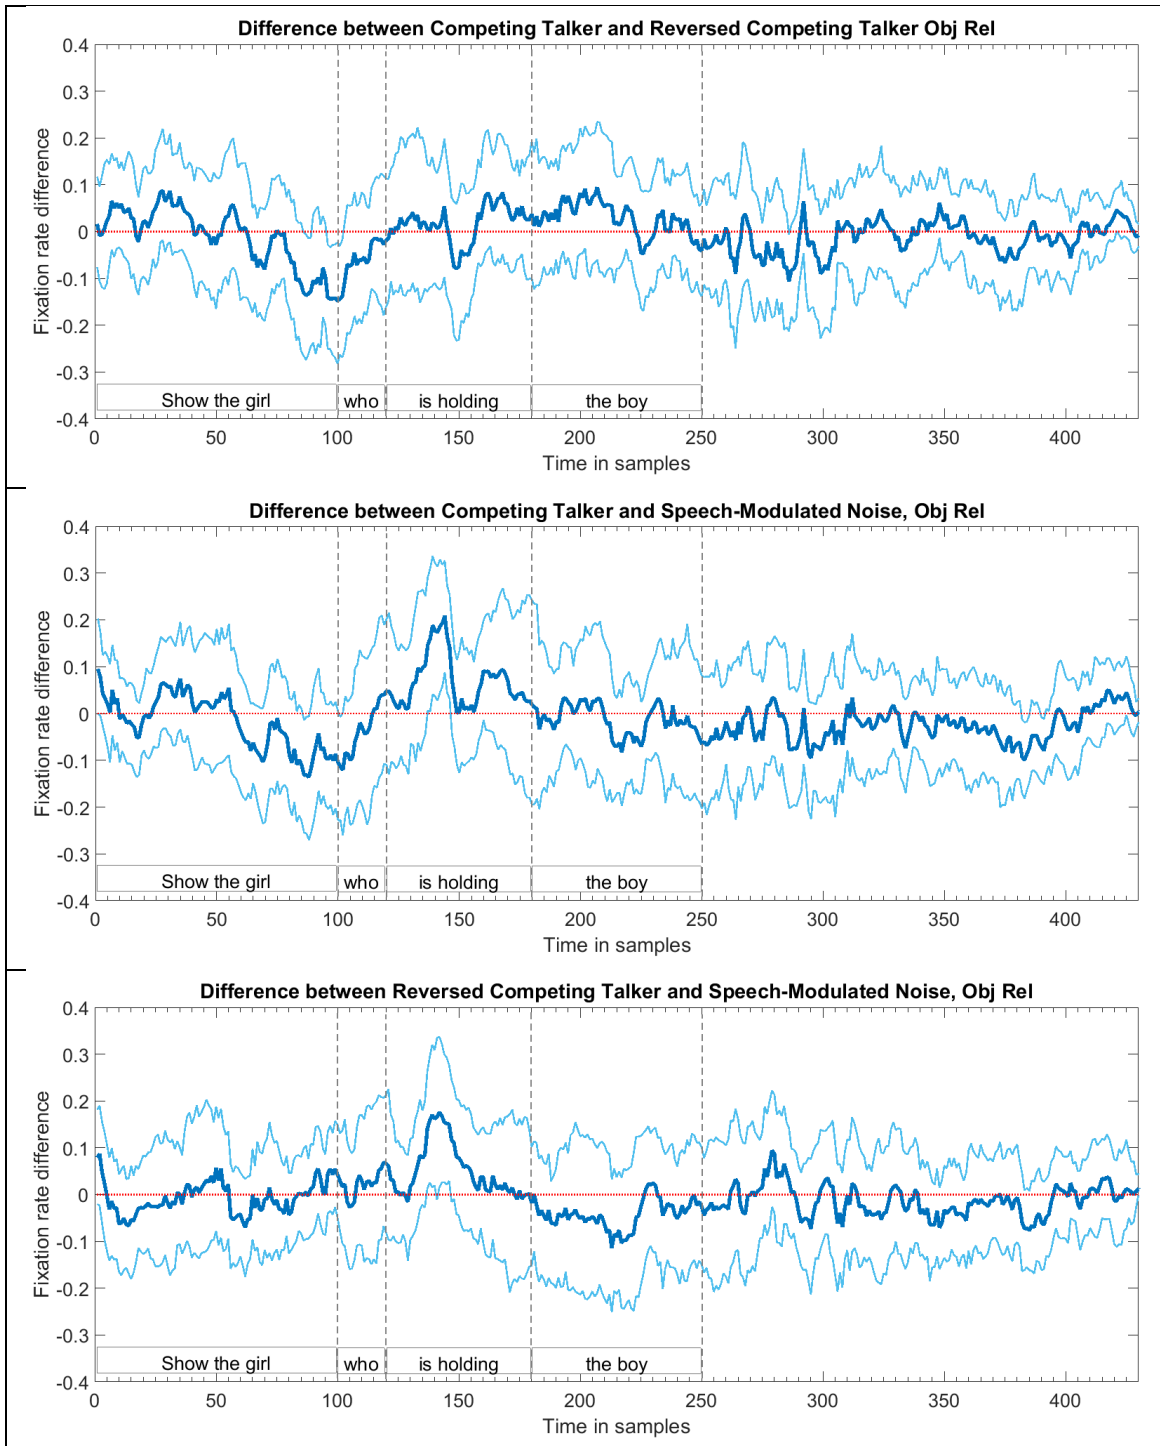 Difference between Competing Talker and Reversed Competing Talker Obj Rel
0.4
0.3
0.2
0.1
0
-0.1
-0.2
-0.3
-0.4
Fixation rate difference
Show the girl who is holding the boy
0 50 100 150 200 250 300 350 400
Time in samples
Difference between Competing Talker and Speech-Modulated Noise, Obj Rel
0.4
0.3
0.2
0.1
0
-0.1
-0.2
-0.3
-0.4
Fixation rate difference
Show the girl who is holding the boy
0 50 100 150 200 250 300 350 400
Time in samples
Difference between Reversed Competing Talker and Speech-Modulated Noise, Obj Rel
0.4
0.3
0.2
0.1
0
-0.1
-0.2
-0.3
-0.4
Fixation rate difference
Show the girl who is holding the boy
0 50 100 150 200 250 300 350 400
Time in samples